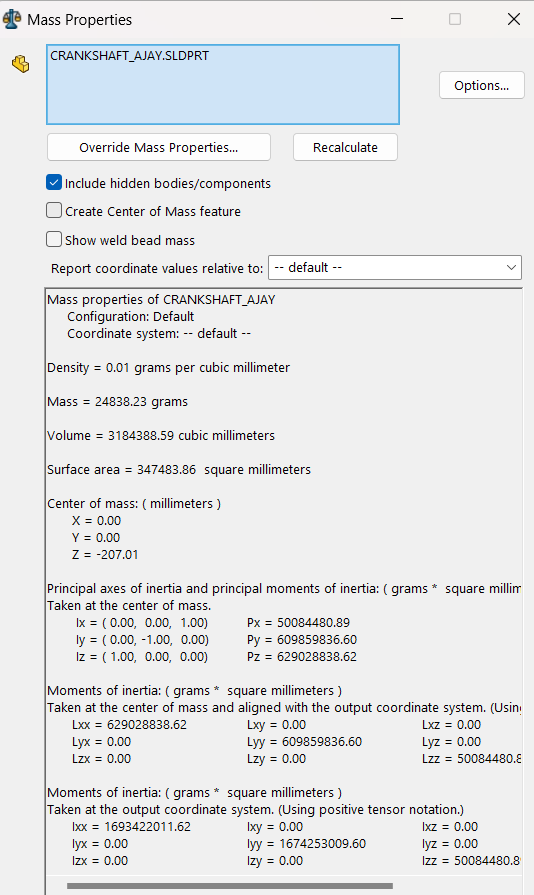 Mass Properties
CRANKSHAFT_AJAY.SLDPRT
Options...
Override Mass Properties... Recalculate
Include hidden bodies/components
Create Center of Mass feature
Show weld bead mass
Report coordinate values relative to: -- default --
Mass properties of CRANKSHAFT_AJAY
Configuration: Default
Coordinate system: -- default --
Density = 0.01 grams per cubic millimeter
Mass = 24838.23 grams
Volume = 3184388.59 cubic millimeters
Surface area = 347483.86 square millimeters
Center of mass: ( millimeters )
X = 0.00
Y = 0.00
Z = -207.01
Principal axes of inertia and principal moments of inertia: ( grams * square millim
Taken at the center of mass.
Ix = ( 0.00, 0.00, 1.00) Px = 50084480.89
Iy = ( 0.00, -1.00, 0.00) Py = 609859836.60
Iz = ( 1.00, 0.00, 0.00) Pz = 629028838.62
Moments of inertia: ( grams * square millimeters )
Taken at the center of mass and aligned with the output coordinate system. (Usin
Lxx = 629028838.62 Lxy = 0.00 Lxz = 0.00
Lyx = 0.00 Lyy = 609859836.60 Lyz = 0.00
Lzx = 0.00 Lzy = 0.00 Lzz = 50084480.8
Moments of inertia: ( grams * square millimeters )
Taken at the output coordinate system. (Using positive tensor notation.)
Ixx = 1693422011.62 Ixy = 0.00 Ixz = 0.00
Iyx = 0.00 Iyy = 1674253009.60 Iyz = 0.00
Izx = 0.00 Izy = 0.00 Izz = 50084480.8